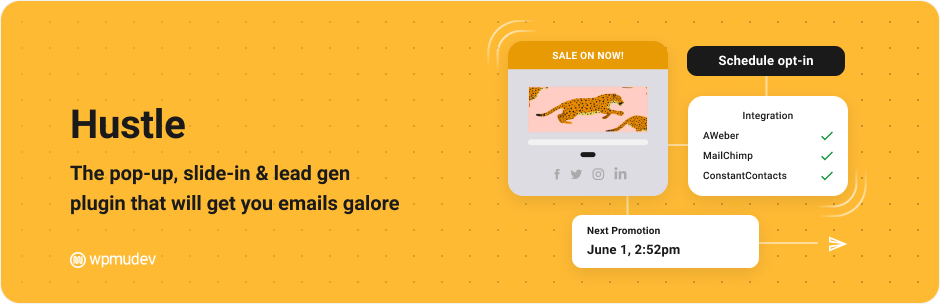 Hustle
The pop-up, slide-in & lead gen
plugin that will get you emails galore
wpmudev
SALE ON NOW!
Schedule opt-in
Integration
AWeber
MailChimp
ConstantContacts
Next Promotion
June 1, 2:52pm